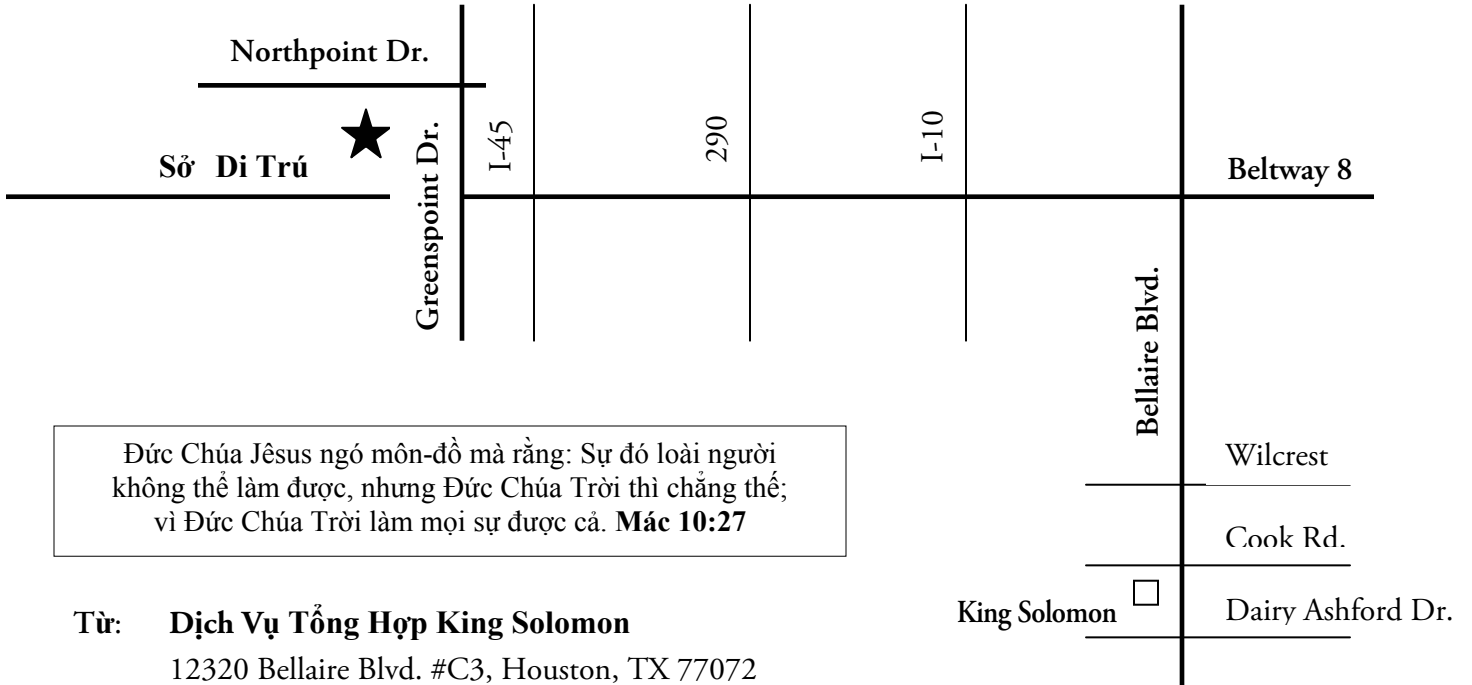 Northpoint Dr.
Sở Di Trú
Greenspoint Dr.
I-45
290
I-10
Beltway 8
Bellaire Blvd.
Đức Chúa Jêsus ngó môn-đồ mà rằng: Sự đó loài người
không thể làm được, nhưng Đức Chúa Trời thì chẳng thế;
vì Đức Chúa Trời làm mọi sự được cả. Mác 10:27
Wilcrest
Cook Rd.
King Solomon
Dairy Ashford Dr.
Từ: Dịch Vụ Tổng Hợp King Solomon
12320 Bellaire Blvd. #C3, Houston, TX 77072